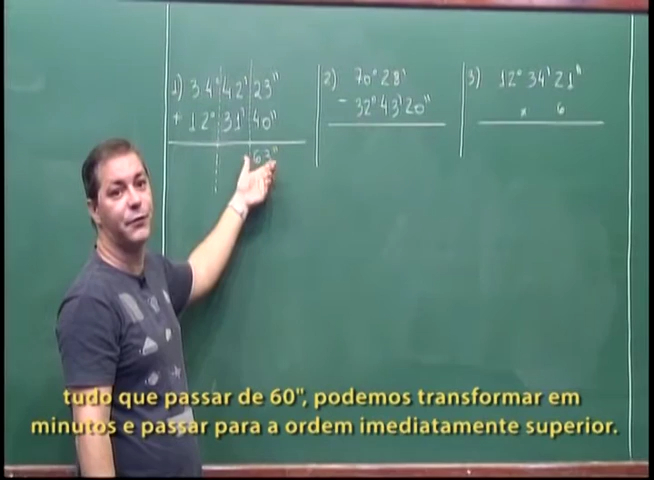 1) 34° 42' 23"
+ 12° 31' 40"
63"
2) 70° 28'
- 32° 43' 20"
3) 12° 34' 21"
x 6
tudo que passar de 60", podemos transformar em
minutos e passar para a ordem imediatamente superior.